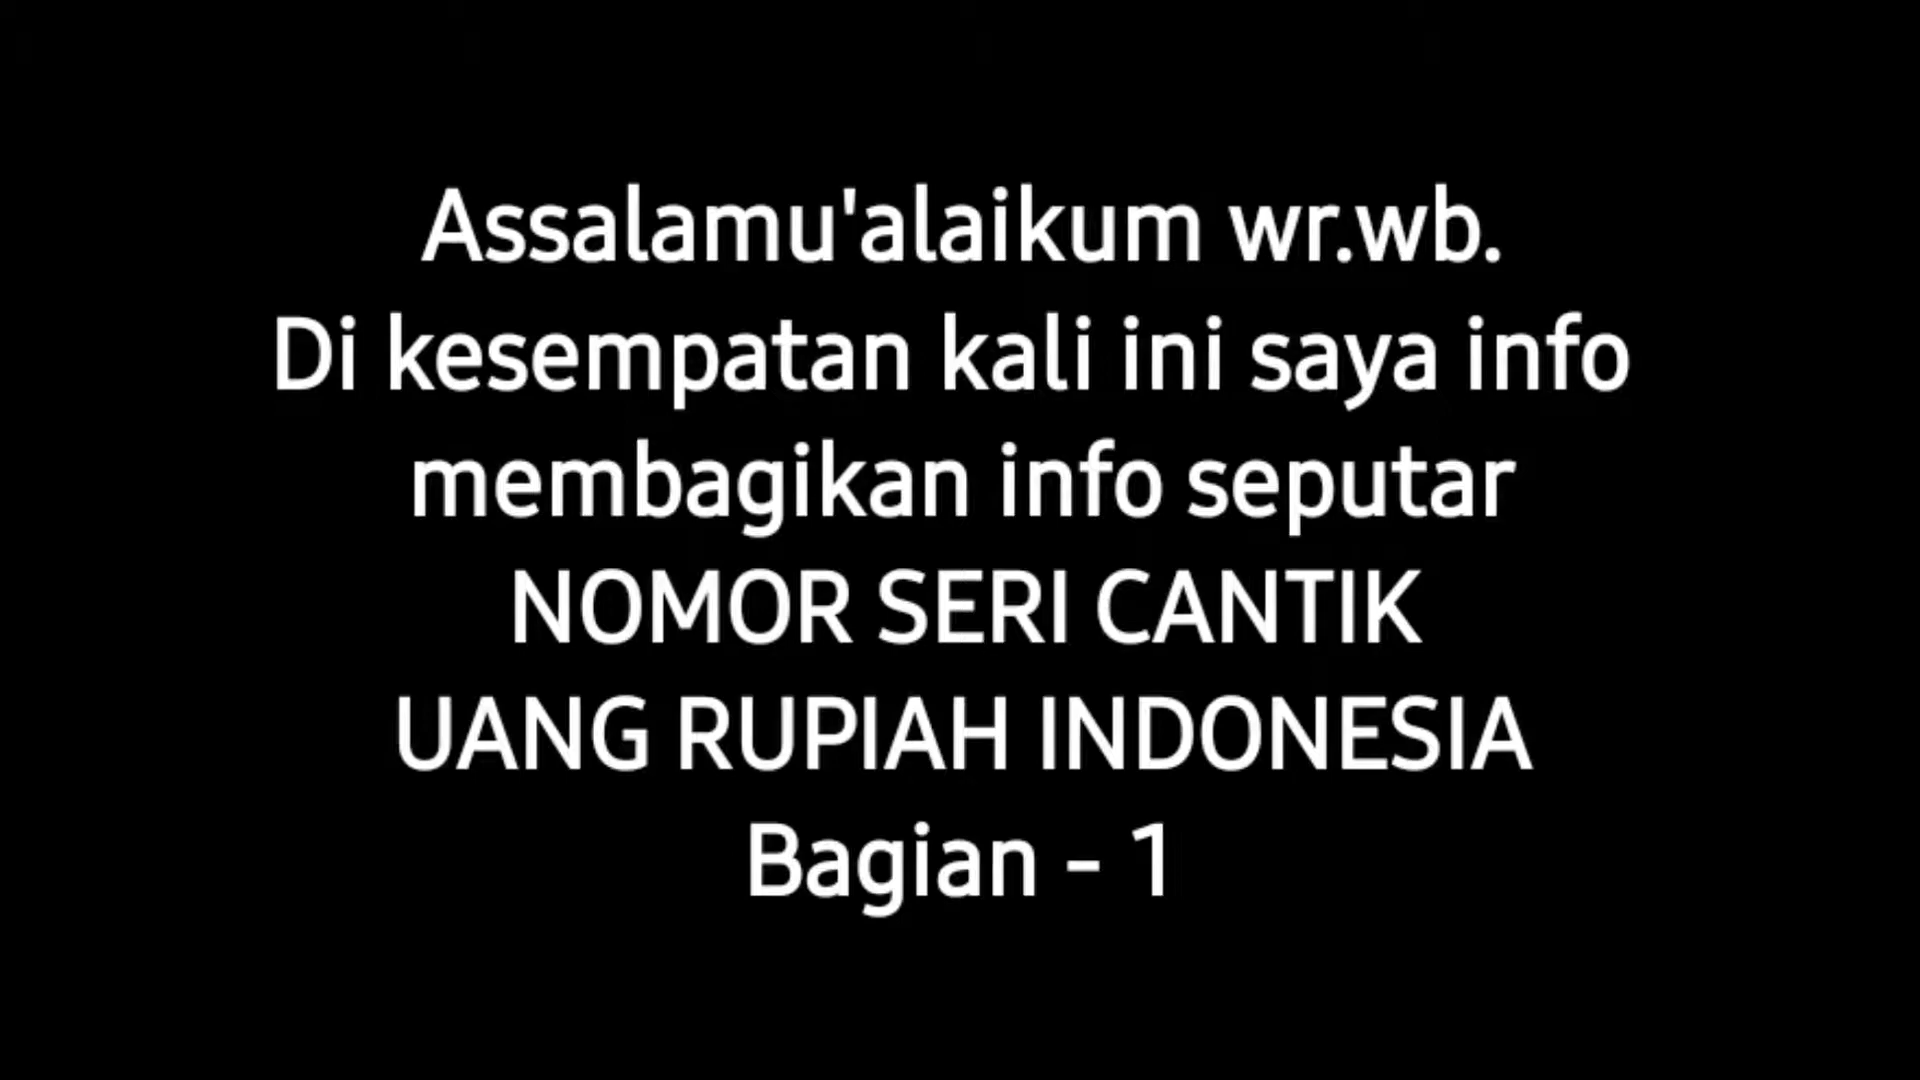 Assalamu'alaikum wr.wb.
Di kesempatan kali ini saya info
membagikan info seputar
NOMOR SERI CANTIK
UANG RUPIAH INDONESIA
Bagian - 1